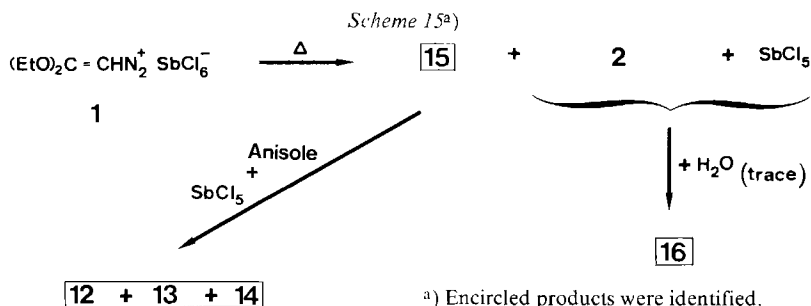 Scheme 15ᵃ)
(EtO)₂C = CHN₂⁺ SbCl₆⁻ Δ 15 + 2 + SbCl₅
1
Anisole
+
SbCl₅
+ H₂O (trace)
16
12 + 13 + 14
ᵃ) Encircled products were identified.